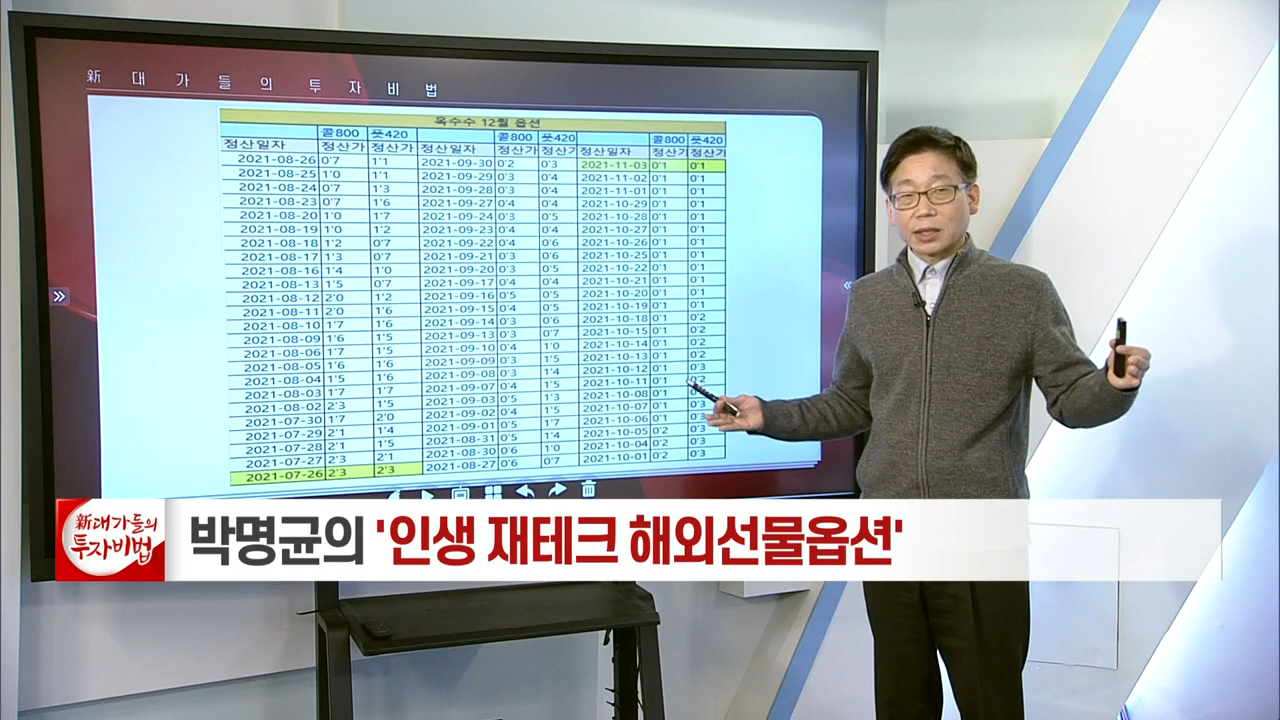 新 대 가 들 의 투 자 비 법
옥수수 12월 옵션
콜800 풋420 콜800 풋420 콜800 풋420
정산일자 정산가 정산가 정산일자 정산가 정산가 정산일자 정산가 정산가
2021-08-26 0'7 1'1 2021-09-30 0'2 0'3 2021-11-03 0'1 0'1
2021-08-25 1'0 1'1 2021-09-29 0'3 0'4 2021-11-02 0'1 0'1
2021-08-24 0'7 1'3 2021-09-28 0'3 0'4 2021-11-01 0'1 0'1
2021-08-23 0'7 1'6 2021-09-27 0'4 0'4 2021-10-29 0'1 0'1
2021-08-20 1'0 1'7 2021-09-24 0'3 0'5 2021-10-28 0'1 0'1
2021-08-19 1'0 1'2 2021-09-23 0'4 0'4 2021-10-27 0'1 0'1
2021-08-18 1'2 0'7 2021-09-22 0'4 0'6 2021-10-26 0'1 0'1
2021-08-17 1'3 0'7 2021-09-21 0'3 0'6 2021-10-25 0'1 0'1
2021-08-16 1'4 1'0 2021-09-20 0'3 0'5 2021-10-22 0'1 0'1
2021-08-13 1'5 0'7 2021-09-17 0'4 0'4 2021-10-21 0'1 0'1
2021-08-12 2'0 1'2 2021-09-16 0'5 0'5 2021-10-20 0'1 0'1
2021-08-11 2'0 1'6 2021-09-15 0'4 0'5 2021-10-19 0'1 0'1
2021-08-10 1'7 1'6 2021-09-14 0'3 0'6 2021-10-18 0'1 0'2
2021-08-09 1'6 1'5 2021-09-13 0'3 0'7 2021-10-15 0'1 0'2
2021-08-06 1'7 1'5 2021-09-10 0'4 1'0 2021-10-14 0'1 0'2
2021-08-05 1'6 1'6 2021-09-09 0'3 1'5 2021-10-13 0'1 0'2
2021-08-04 1'5 1'6 2021-09-08 0'3 1'4 2021-10-12 0'1 0'3
2021-08-03 1'7 1'7 2021-09-07 0'4 1'5 2021-10-11 0'1 0'2
2021-08-02 2'3 1'5 2021-09-03 0'5 1'3 2021-10-08 0'1
2021-07-30 1'7 2'0 2021-09-02 0'4 1'5 2021-10-07 0'1 0'3
2021-07-29 2'1 1'4 2021-09-01 0'5 1'7 2021-10-06 0'1 0'3
2021-07-28 2'1 1'5 2021-08-31 0'5 1'4 2021-10-05 0'2 0'3
2021-07-27 2'3 2'1 2021-08-30 0'6 1'0 2021-10-04 0'2 0'3
2021-07-26 2'3 2'3 2021-08-27 0'6 0'7 2021-10-01 0'2 0'3
新대가들의
투자비법
박명균의 '인생 재테크 해외선물옵션'